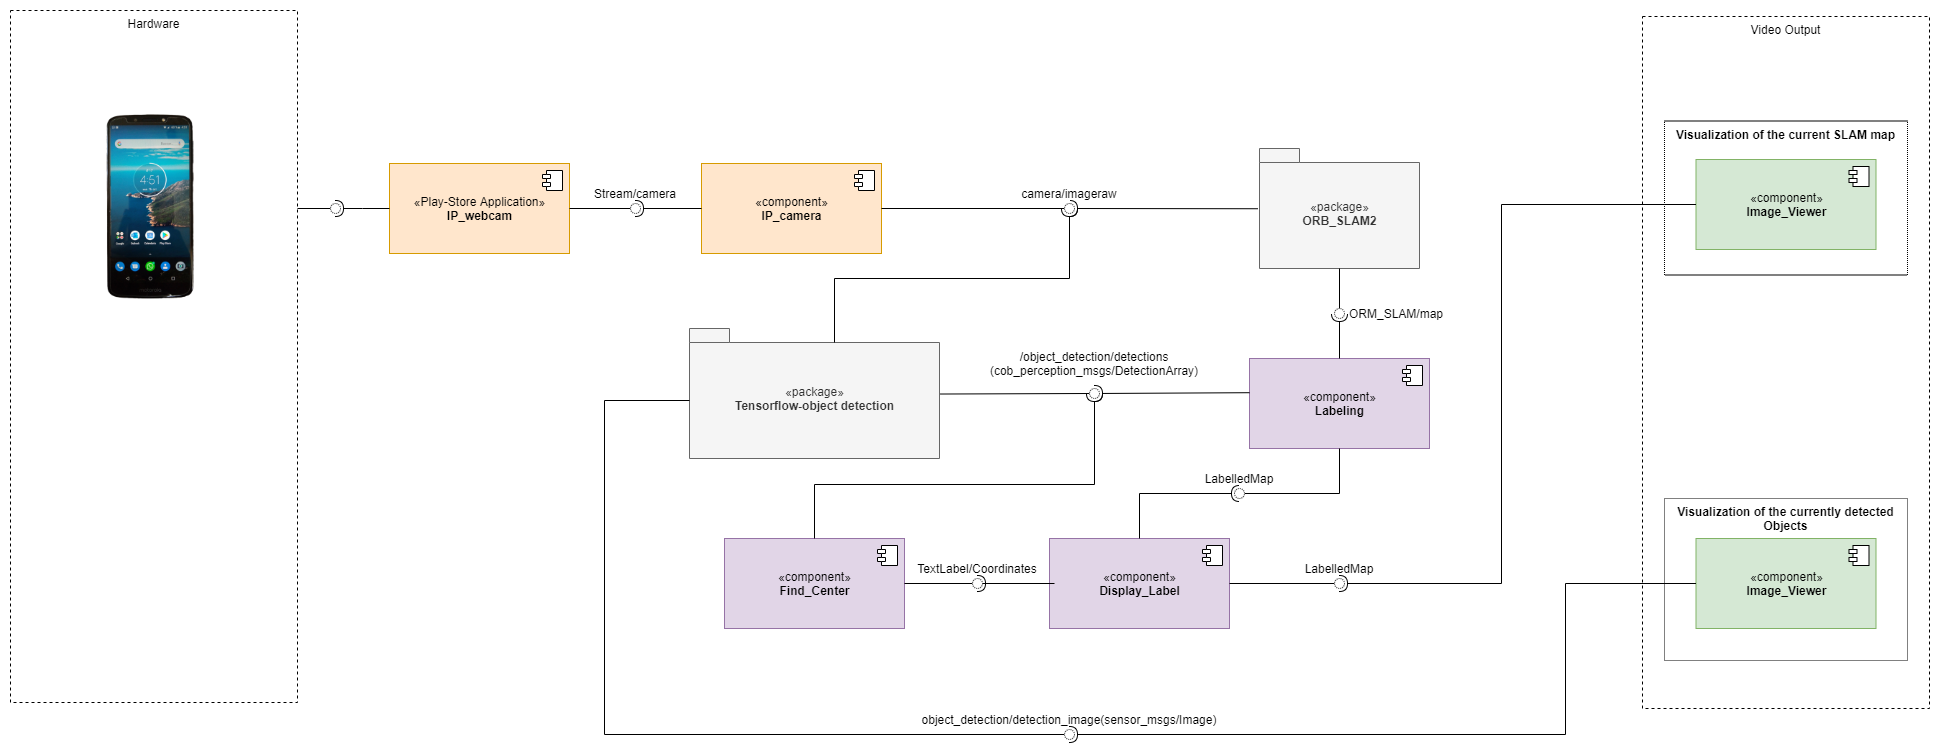 Hardware
Video Output
4:51
«Play-Store Application»
IP_webcam
Stream/camera
«component»
IP_camera
camera/imageraw
«package»
ORB_SLAM2
Visualization of the current SLAM map
«component»
Image_Viewer
ORM_SLAM/map
«package»
Tensorflow-object detection
/object_detection/detections
(cob_perception_msgs/DetectionArray)
«component»
Labeling
LabelledMap
«component»
Find_Center
TextLabel/Coordinates
«component»
Display_Label
LabelledMap
Visualization of the currently detected
Objects
«component»
Image_Viewer
object_detection/detection_image(sensor_msgs/Image)